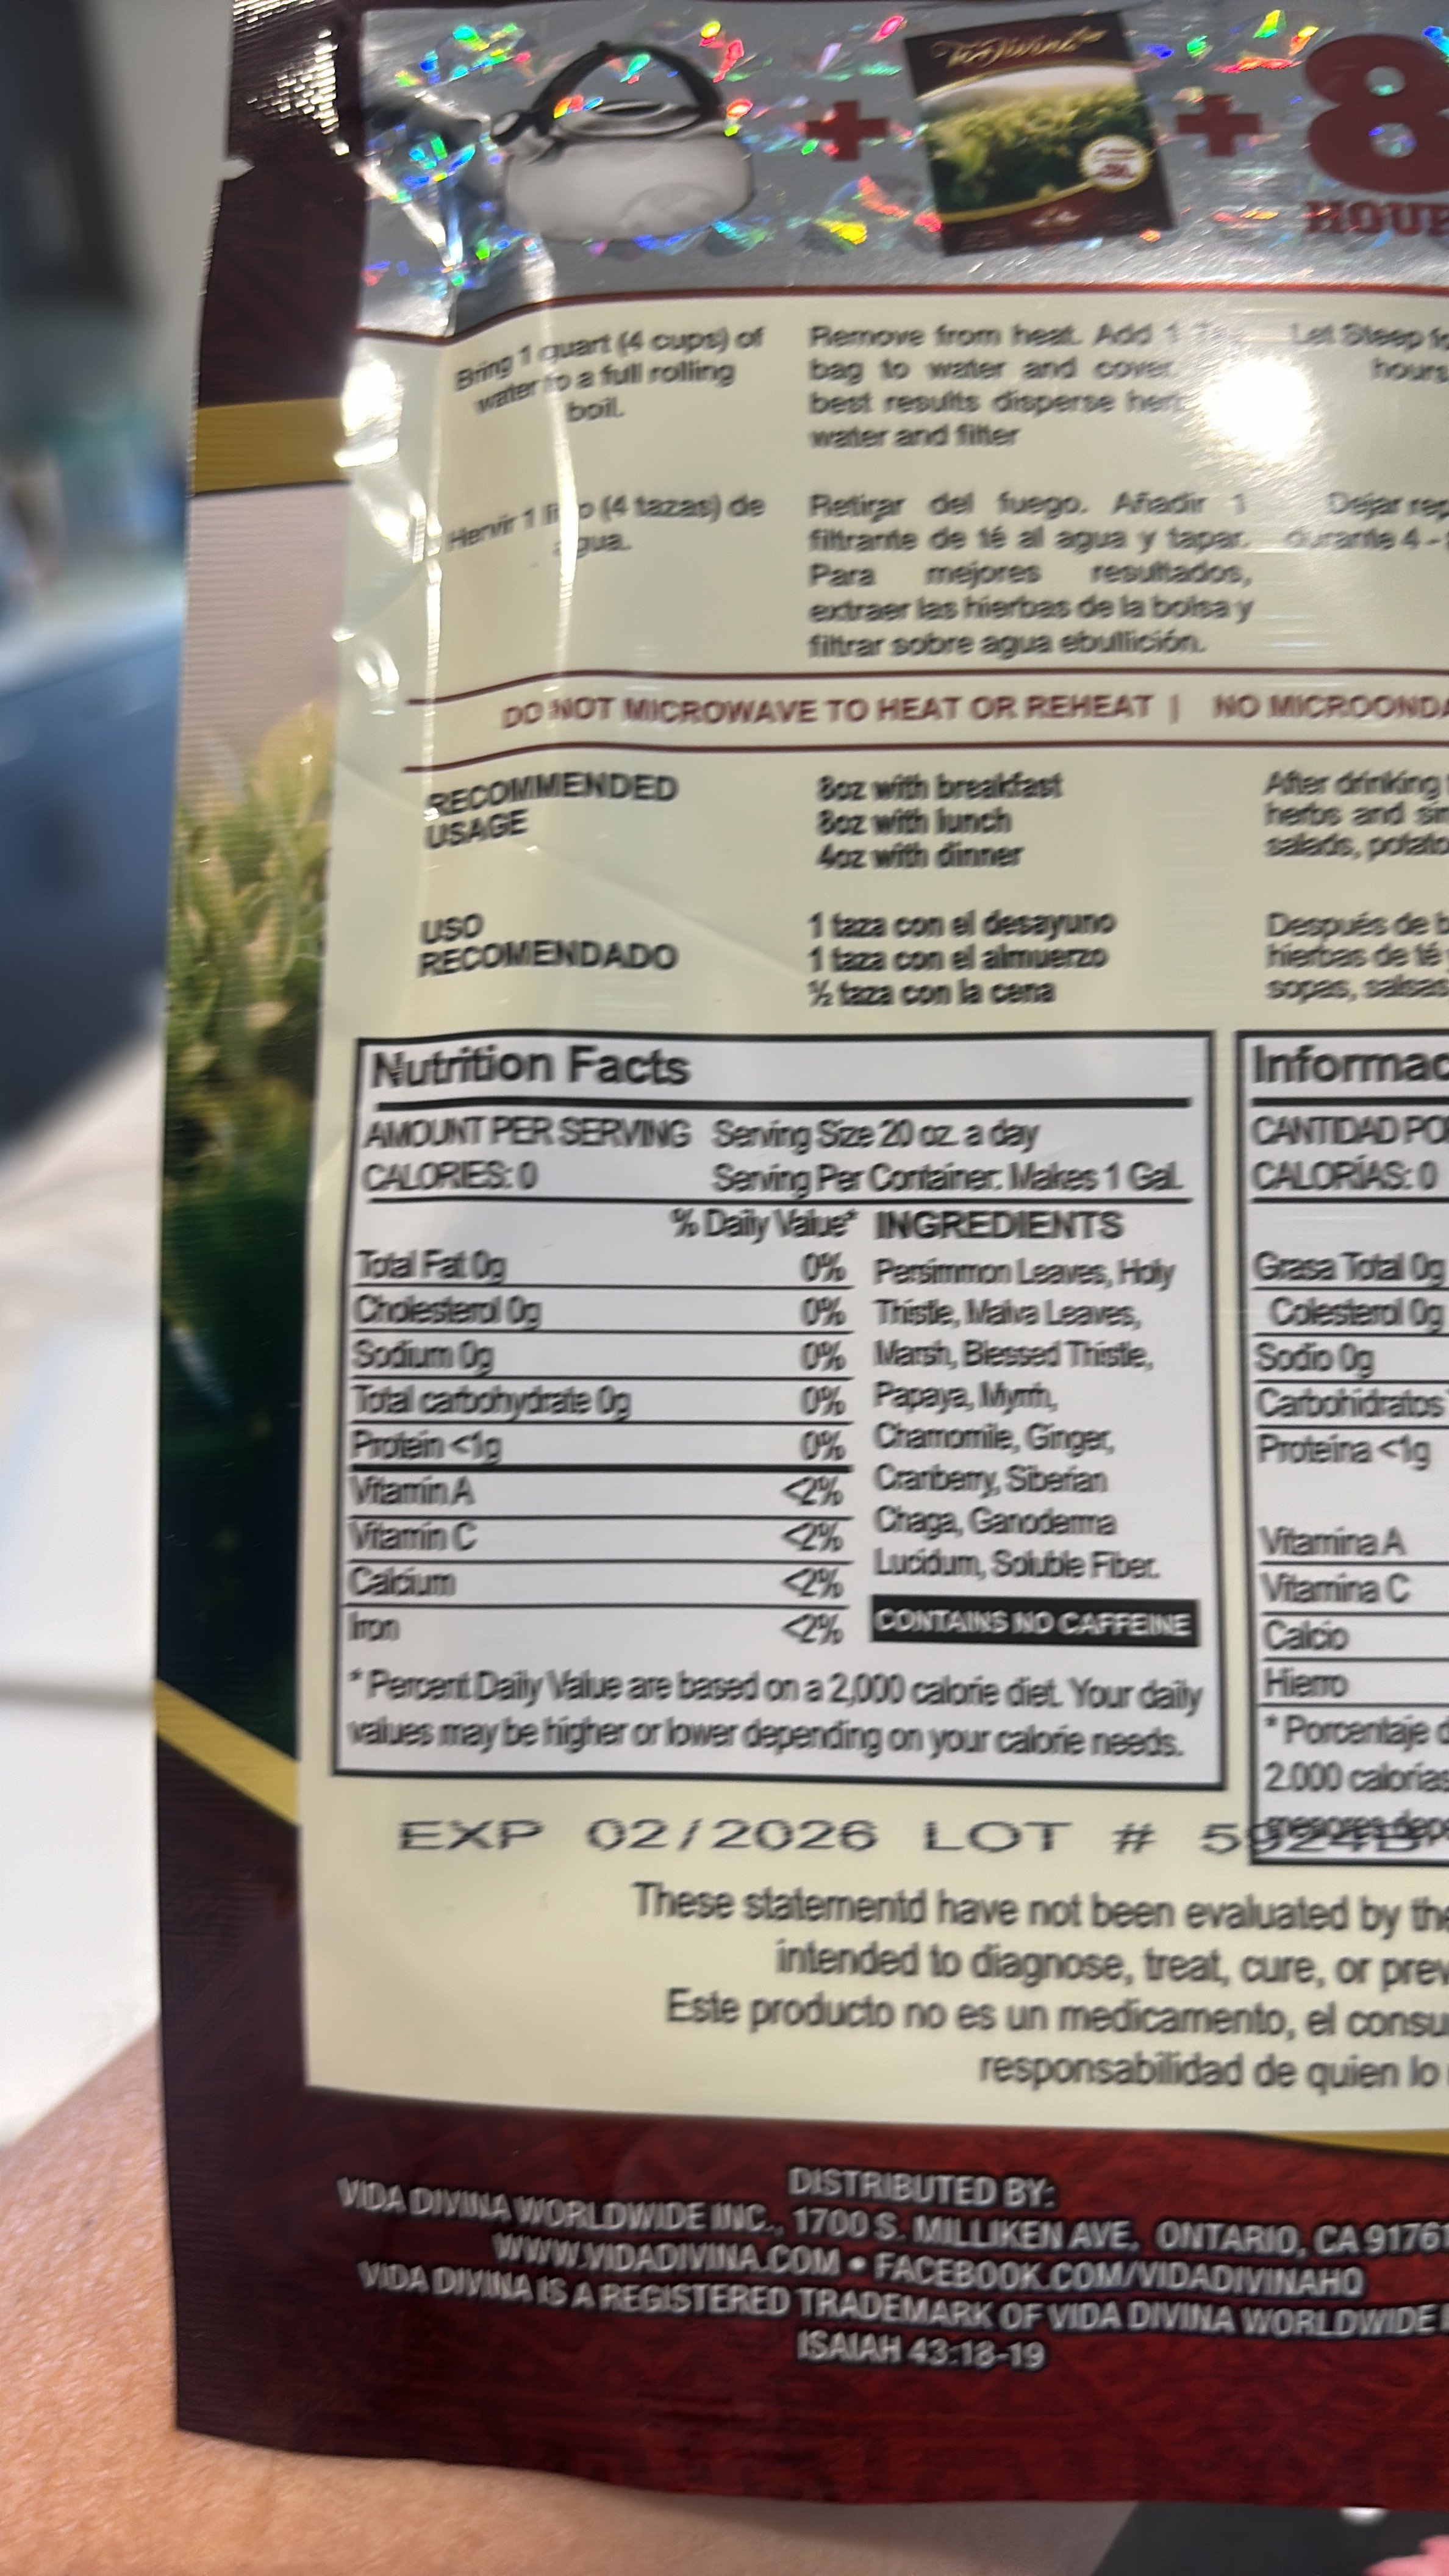 TeDivina
+
+
8
HOUR
Bring 1 quart (4 cups) of
water to a full rolling
boil.
Remove from heat. Add 1
bag to water and cover.
best results disperse
water and filter
Let Steep
hours
Hervir 1 (4 tazas) de
agua.
Retirar del fuego. Añadir 1
filtrante de té al agua y tapar.
Para mejores resultados,
extraer las hierbas de la bolsa y
filtrar sobre agua ebullición.
Dejar
durante 4 -
DO NOT MICROWAVE TO HEAT OR REHEAT | NO
RECOMMENDED
USAGE
8oz with breakfast
8oz with lunch
4oz with dinner
After drinking
herbs and
salads,
USO
RECOMENDADO
1 taza con el desayuno
1 taza con el almuerzo
½ taza con la cena
Después de
hierbas de té
sopas, salsas
Nutrition Facts
AMOUNT PER SERVING Serving Size 20 oz. a day
CALORIES: 0 Serving Per Container: Makes 1 Gal.
% Daily Value*
Total Fat 0g 0%
Cholesterol 0g 0%
Sodium 0g 0%
Total carbohydrate 0g 0%
Protein <1g 0%
Vitamin A <2%
Vitamin C <2%
Calcium <2%
Iron <2%
INGREDIENTS
Persimmon Leaves, Holy
Thistle, Malva Leaves,
Marsh, Blessed Thistle,
Papaya, Myrrh,
Chamomile, Ginger,
Cranberry, Siberian
Chaga, Ganoderma
Lucidum, Soluble Fiber.
CONTAINS NO CAFFEINE
* Percent Daily Value are based on a 2,000 calorie diet. Your daily
values may be higher or lower depending on your calorie needs.
CANTIDAD
CALORÍAS: 0
Grasa Total 0g
Colesterol 0g
Sodio 0g
Carbohidratos
Proteína <1g
Vitamina A
Vitamina C
Calcio
Hierro
* Porcentaje
2.000 calorías
menores
EXP 02/2026 LOT #
These statementd have not been evaluated by the
intended to diagnose, treat, cure, or
Este producto no es un medicamento, el
responsabilidad de quien lo
DISTRIBUTED BY:
VIDA DIVINA WORLDWIDE INC., 1700 S. MILLIKEN AVE. ONTARIO, CA 91761
WWW.VIDADIVINA.COM • FACEBOOK.COM/VIDADIVINAHQ
VIDA DIVINA IS A REGISTERED TRADEMARK OF VIDA DIVINA WORLDWIDE
ISAIAH 43:18-19